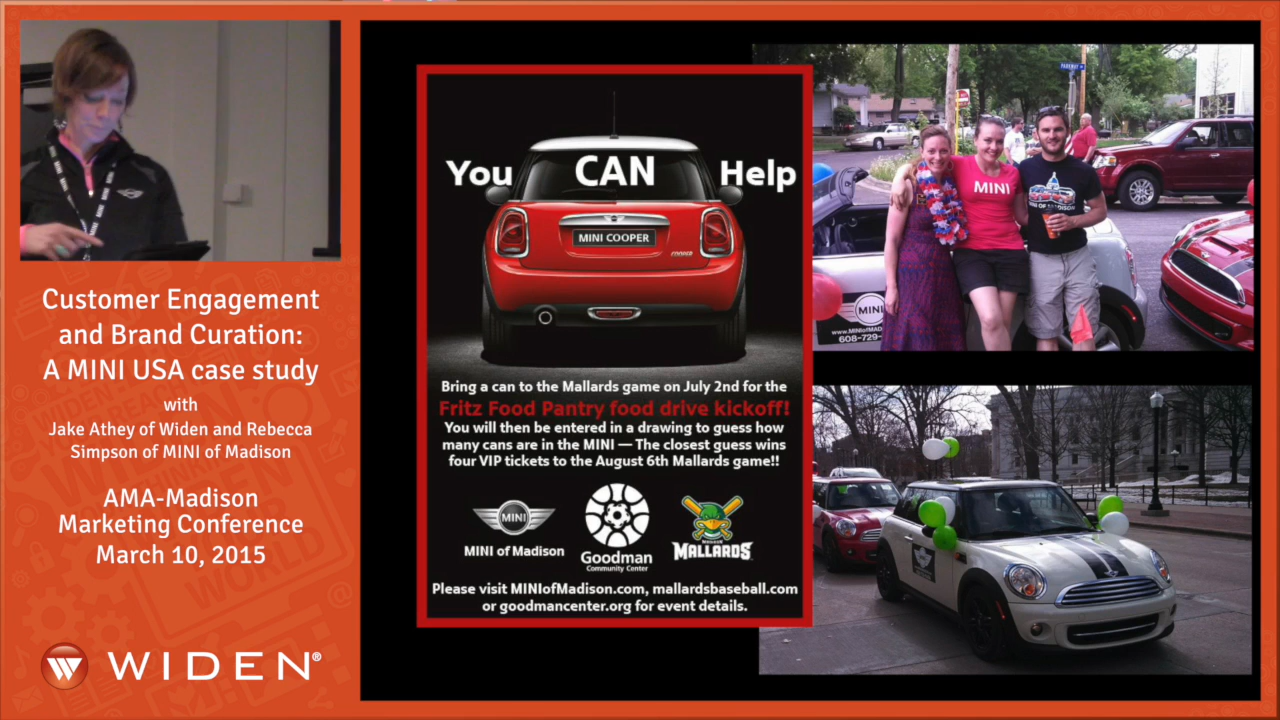 Customer Engagement
and Brand Curation:
A MINI USA case study
with
Jake Athey of Widen and Rebecca
Simpson of MINI of Madison
AMA-Madison
Marketing Conference
March 10, 2015
WIDEN®
You CAN Help
MINI COOPER
COOPER
Bring a can to the Mallards game on July 2nd for the
Fritz Food Pantry food drive kickoff!
You will then be entered in a drawing to guess how
many cans are in the MINI — The closest guess wins
four VIP tickets to the August 6th Mallards game!!
MINI
MINI of Madison
Goodman
Community Center
MADISON
MALLARDS
Please visit MINIofMadison.com, mallardsbaseball.com
or goodmancenter.org for event details.
MINI
MINI
www.MINIofMAD
608-729-